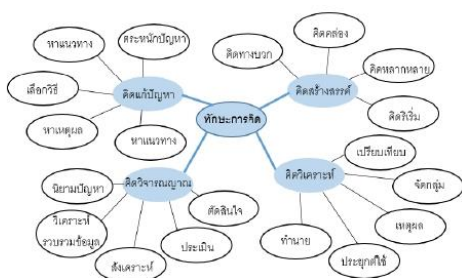 ทักษะการคิด
คิดแก้ปัญหา
ตระหนักปัญหา
หาแนวทาง
เลือกวิธี
หาเหตุผล
หาแนวทาง
คิดสร้างสรรค์
คิดทางบวก
คิดคล่อง
คิดหลากหลาย
คิดริเริ่ม
คิดวิจารณญาณ
นิยามปัญหา
วิเคราะห์
รวบรวมข้อมูล
สังเคราะห์
ประเมิน
ตัดสินใจ
คิดวิเคราะห์
เปรียบเทียบ
จัดกลุ่ม
เหตุผล
ประยุกต์ใช้
ทำนาย